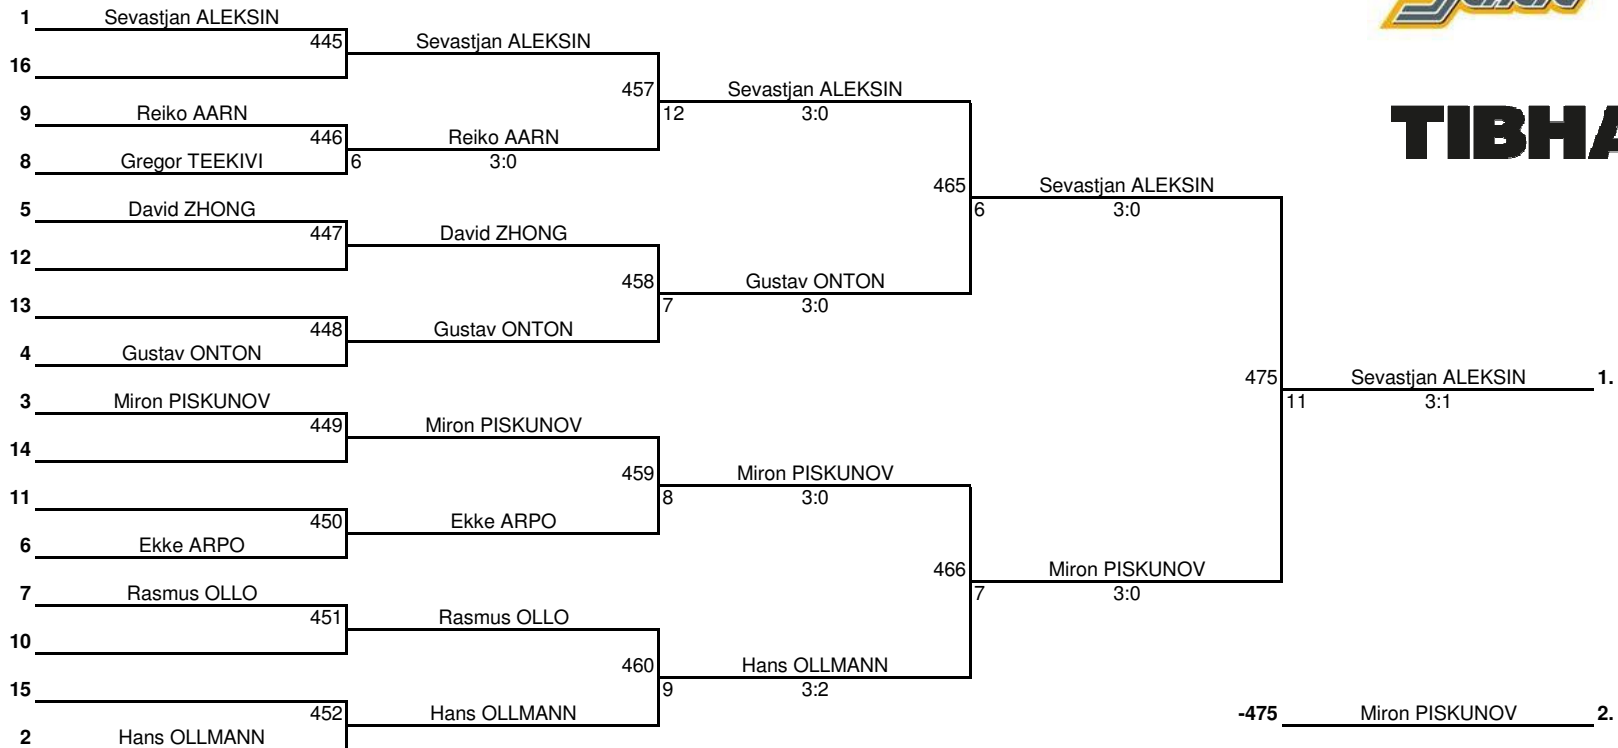 1 Sevastjan ALEKSIN
445 Sevastjan ALEKSIN
16
457 Sevastjan ALEKSIN
12 3:0
9 Reiko AARN
446 Reiko AARN
8 Gregor TEEKIVI 6 3:0
465 Sevastjan ALEKSIN
6 3:0
5 David ZHONG
447 David ZHONG
12
458 Gustav ONTON
7 3:0
13
448 Gustav ONTON
4 Gustav ONTON
475 Sevastjan ALEKSIN 1.
11 3:1
3 Miron PISKUNOV
449 Miron PISKUNOV
14
459 Miron PISKUNOV
8 3:0
11
450 Ekke ARPO
6 Ekke ARPO
466 Miron PISKUNOV
7 3:0
7 Rasmus OLLO
451 Rasmus OLLO
10
460 Hans OLLMANN
9 3:2
15
452 Hans OLLMANN
2 Hans OLLMANN
-475 Miron PISKUNOV 2.
TIBHA